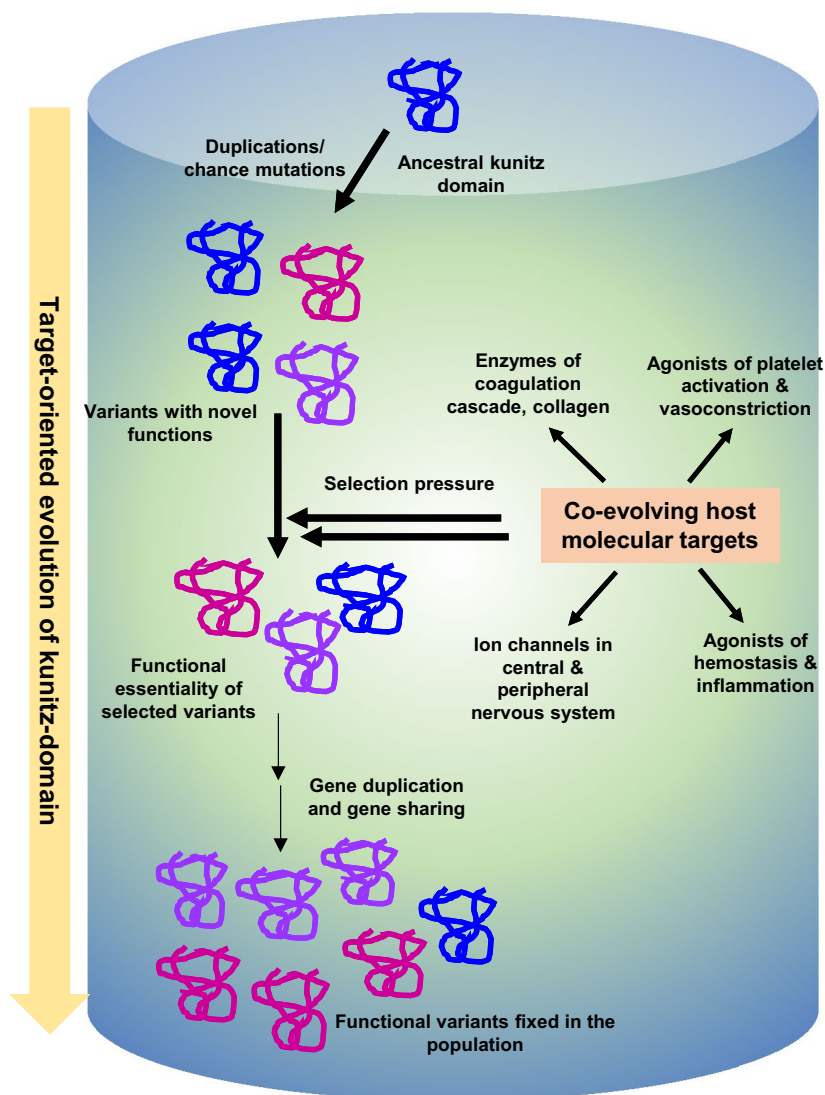 Duplications/
chance mutations
Ancestral kunitz
domain
Target-oriented evolution of kunitz-domain
Variants with novel
functions
Enzymes of
coagulation
cascade, collagen
Agonists of platelet
activation &
vasoconstriction
Selection pressure
Co-evolving host
molecular targets
Functional
essentiality of
selected variants
Ion channels in
central &
peripheral
nervous system
Agonists of
hemostasis &
inflammation
Gene duplication
and gene sharing
Functional variants fixed in the
population